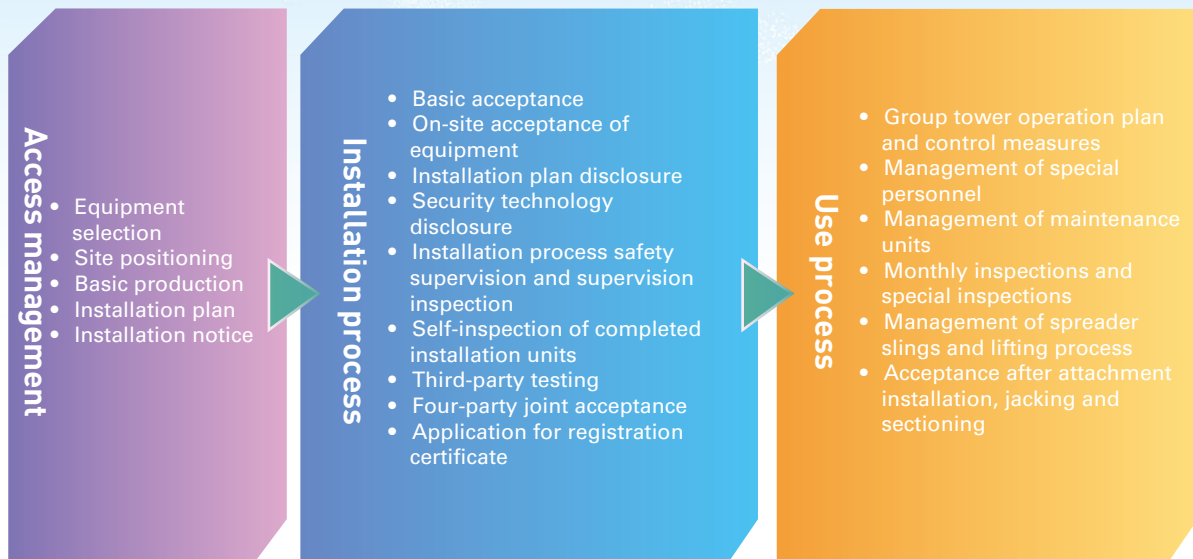 Access management
• Equipment
selection
• Site positioning
• Basic production
• Installation plan
• Installation notice
Installation process
• Basic acceptance
• On-site acceptance of
equipment
• Installation plan disclosure
• Security technology
disclosure
• Installation process safety
supervision and supervision
inspection
• Self-inspection of completed
installation units
• Third-party testing
• Four-party joint acceptance
• Application for registration
certificate
Use process
• Group tower operation plan
and control measures
• Management of special
personnel
• Management of maintenance
units
• Monthly inspections and
special inspections
• Management of spreader
slings and lifting process
• Acceptance after attachment
installation, jacking and
sectioning